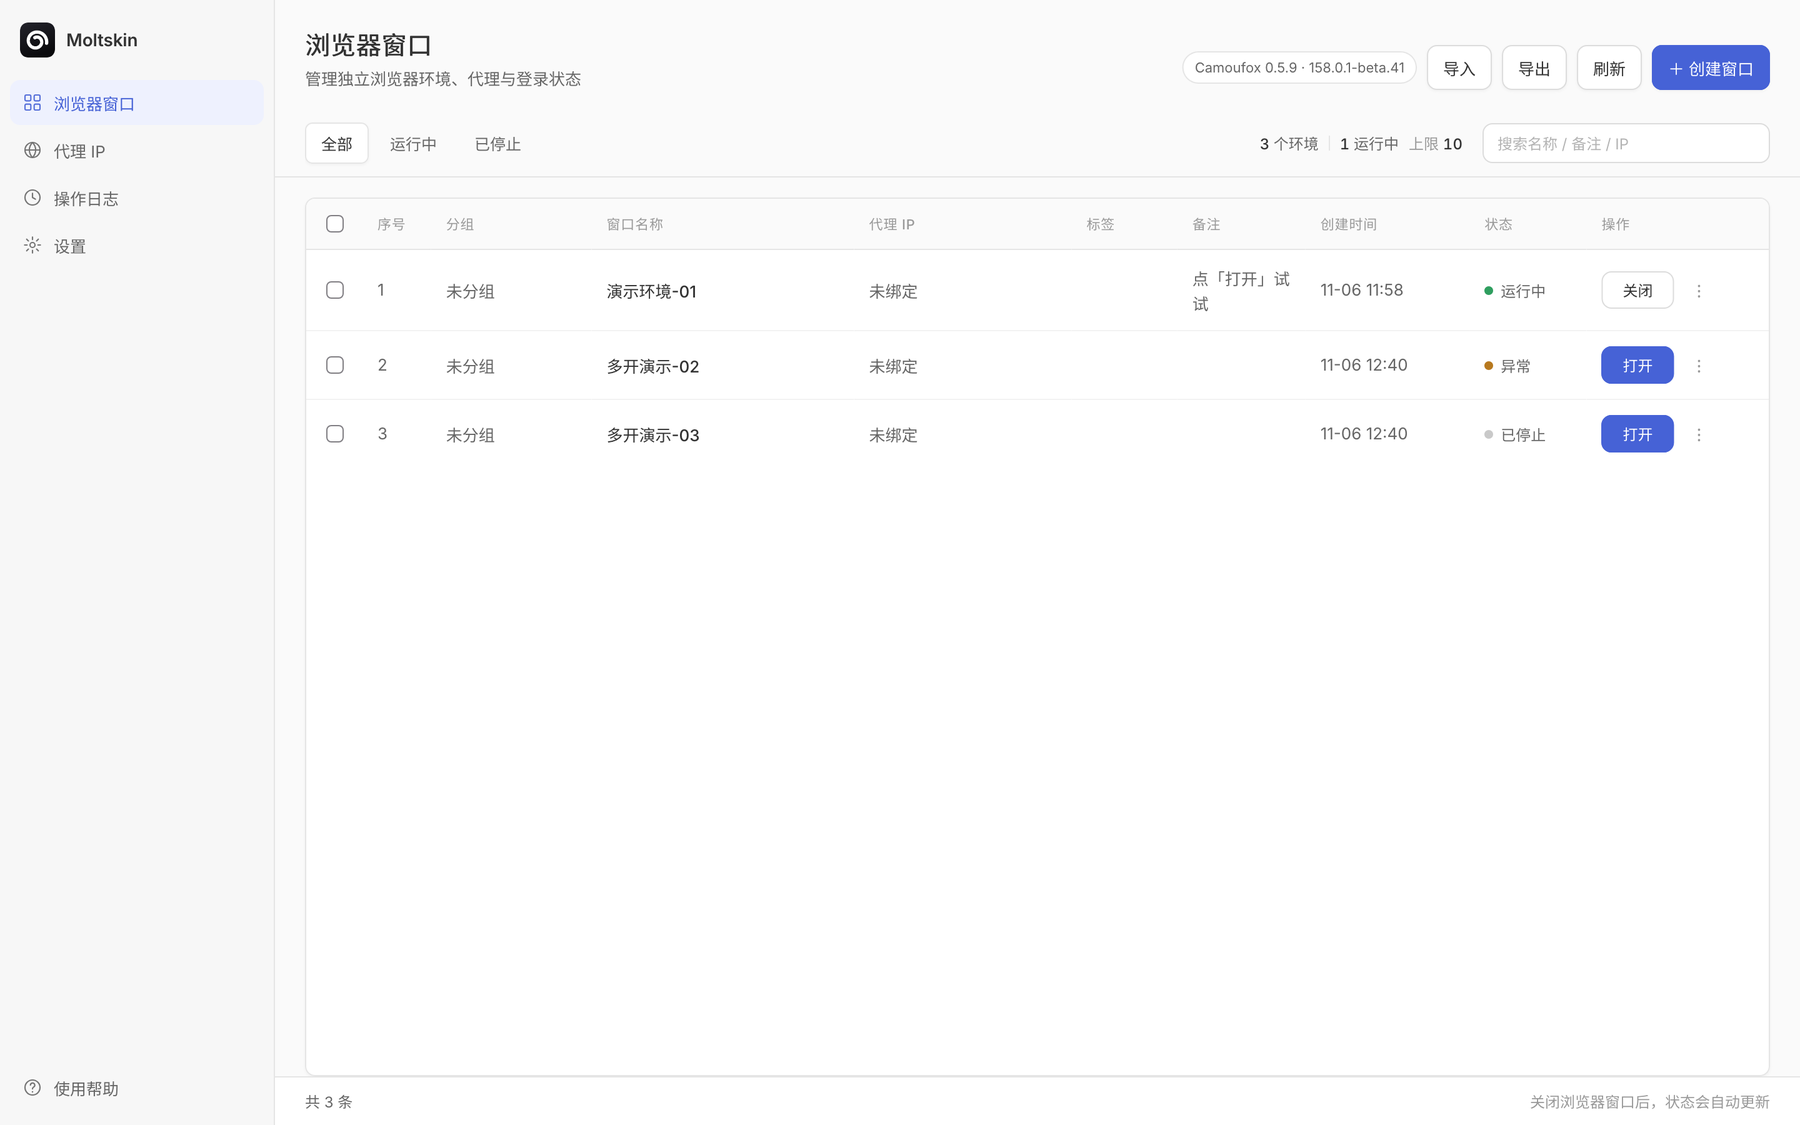 Moltskin
浏览器窗口
代理 IP
操作日志
设置
使用帮助
浏览器窗口
管理独立浏览器环境、代理与登录状态
Camoufox 0.5.9 · 158.0.1-beta.41
导入
导出
刷新
+ 创建窗口
全部 运行中 已停止
3 个环境 1 运行中 上限 10
搜索名称 / 备注 / IP
序号 分组 窗口名称 代理 IP 标签 备注 创建时间 状态 操作
1 未分组 演示环境-01 未绑定 点「打开」试 11-06 11:58 运行中 关闭
试
2 未分组 多开演示-02 未绑定 11-06 12:40 异常 打开
3 未分组 多开演示-03 未绑定 11-06 12:40 已停止 打开
共 3 条
关闭浏览器窗口后，状态会自动更新